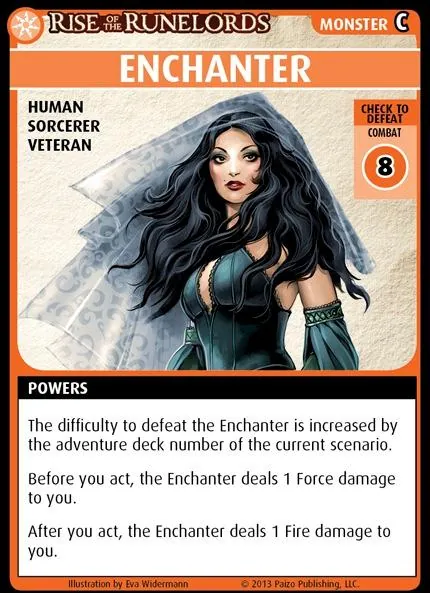 RISE OF THE RUNELORDS MONSTER C
ENCHANTER
HUMAN
SORCERER
VETERAN
CHECK TO
DEFEAT
COMBAT
8
POWERS
The difficulty to defeat the Enchanter is increased by
the adventure deck number of the current scenario.
Before you act, the Enchanter deals 1 Force damage
to you.
After you act, the Enchanter deals 1 Fire damage to
you.
Illustration by Eva Widermann © 2013 Paizo Publishing, LLC.